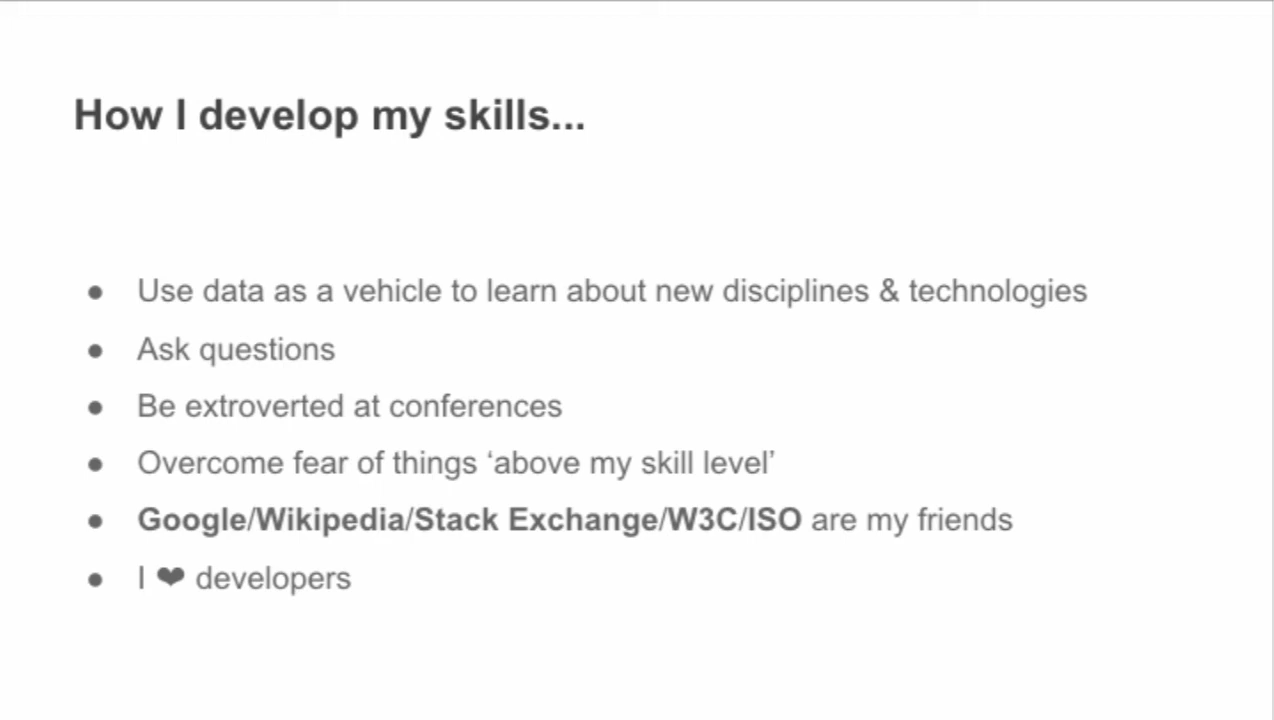 How I develop my skills...
● Use data as a vehicle to learn about new disciplines & technologies
● Ask questions
● Be extroverted at conferences
● Overcome fear of things ‘above my skill level’
● Google/Wikipedia/Stack Exchange/W3C/ISO are my friends
● I ❤ developers